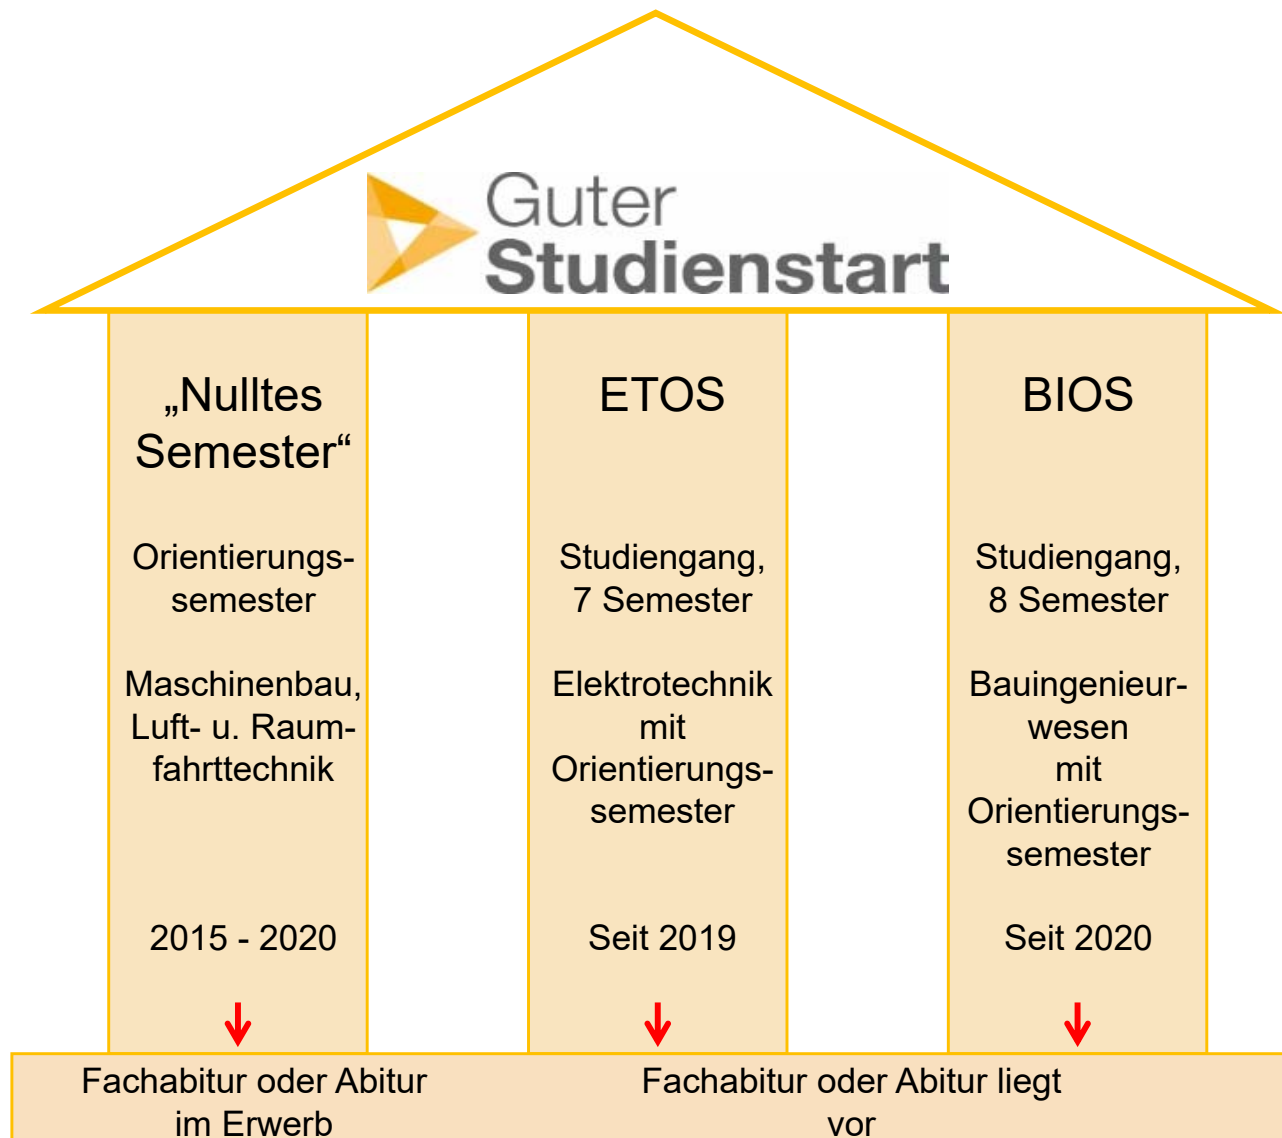 Guter
Studienstart
„Nulltes
Semester“
Orientierungs-
semester
Maschinenbau,
Luft- u. Raum-
fahrttechnik
2015 - 2020
ETOS
Studiengang,
7 Semester
Elektrotechnik
mit
Orientierungs-
semester
Seit 2019
BIOS
Studiengang,
8 Semester
Bauingenieur-
wesen
mit
Orientierungs-
semester
Seit 2020
Fachabitur oder Abitur
im Erwerb
Fachabitur oder Abitur liegt
vor